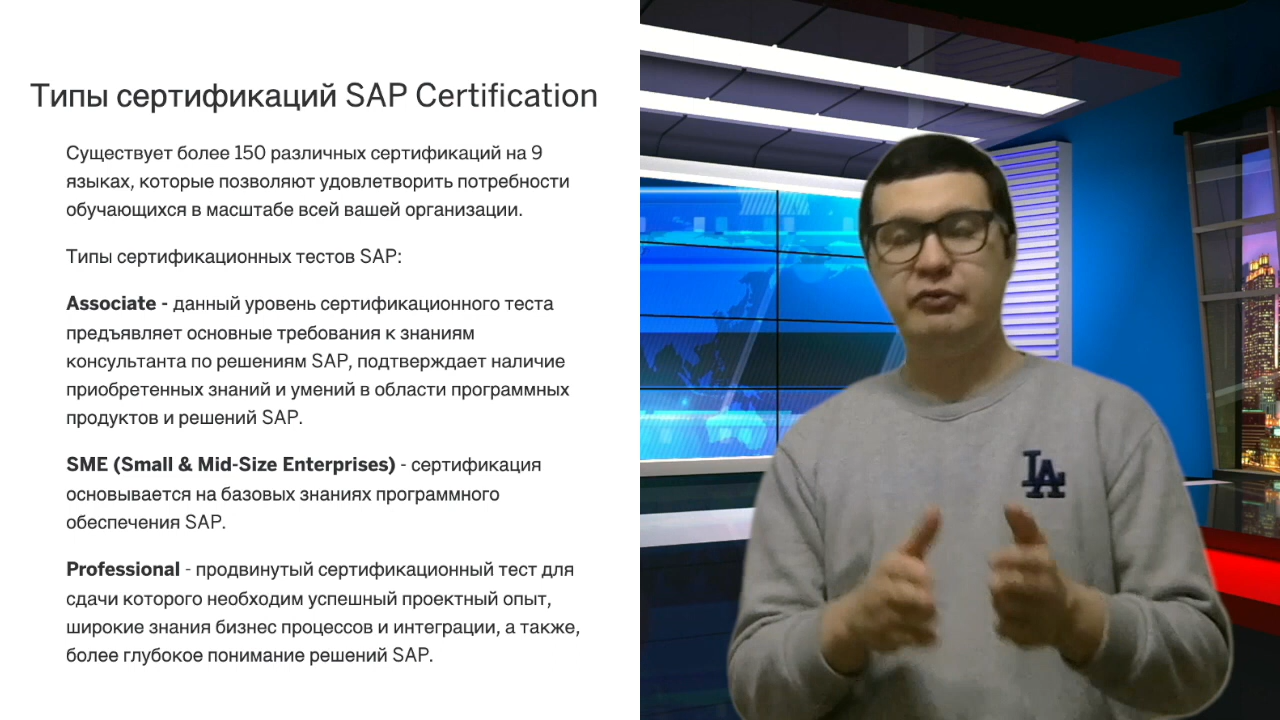 Типы сертификаций SAP Certification
Существует более 150 различных сертификаций на 9
языках, которые позволяют удовлетворить потребности
обучающихся в масштабе всей вашей организации.
Типы сертификационных тестов SAP:
Associate - данный уровень сертификационного теста
предъявляет основные требования к знаниям
консультанта по решениям SAP, подтверждает наличие
приобретенных знаний и умений в области программных
продуктов и решений SAP.
SME (Small & Mid-Size Enterprises) - сертификация
основывается на базовых знаниях программного
обеспечения SAP.
Professional - продвинутый сертификационный тест для
сдачи которого необходим успешный проектный опыт,
широкие знания бизнес процессов и интеграции, а также,
более глубокое понимание решений SAP.
LA